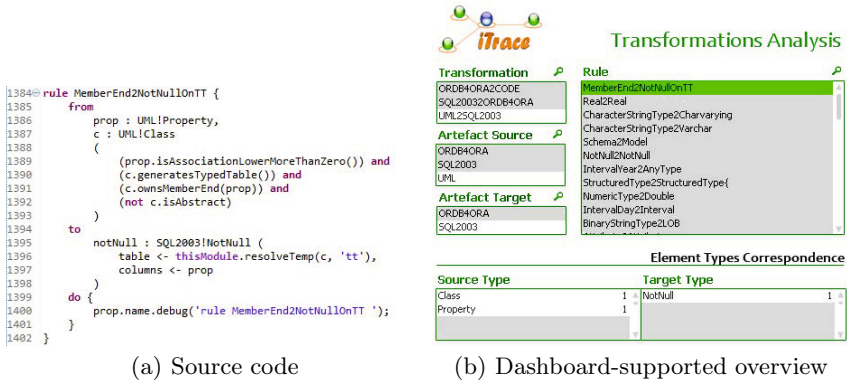 1384 rule MemberEnd2NotNullOnTT {
1385 from
1386 prop : UML!Property,
1387 c : UML!Class
1388 (
1389 (prop.isAssociationLowerMoreThanZero()) and
1390 (c.generatesTypedTable()) and
1391 (c.ownsMemberEnd(prop)) and
1392 (not c.isAbstract)
1393 )
1394 to
1395 notNull : SQL2003!NotNull (
1396 table <- thisModule.resolveTemp(c, 'tt'),
1397 columns <- prop
1398 )
1399 do {
1400 prop.name.debug('rule MemberEnd2NotNullOnTT ');
1401 }
1402 }
(a) Source code
iTrace
Transformations Analysis
Transformation
ORDB4ORA2CODE
SQL20032ORDB4ORA
UML2SQL2003
Artefact Source
ORDB4ORA
SQL2003
UML
Artefact Target
ORDB4ORA
SQL2003
Rule
MemberEnd2NotNullOnTT
Real2Real
CharacterStringType2Charvarying
CharacterStringType2Varchar
Schema2Model
NotNull2NotNull
IntervalYear2AnyType
StructuredType2StructuredType{
NumericType2Double
IntervalDay2Interval
BinaryStringType2LOB
Element Types Correspondence
Source Type
Class 1
Property 1
Target Type
NotNull 1
(b) Dashboard-supported overview